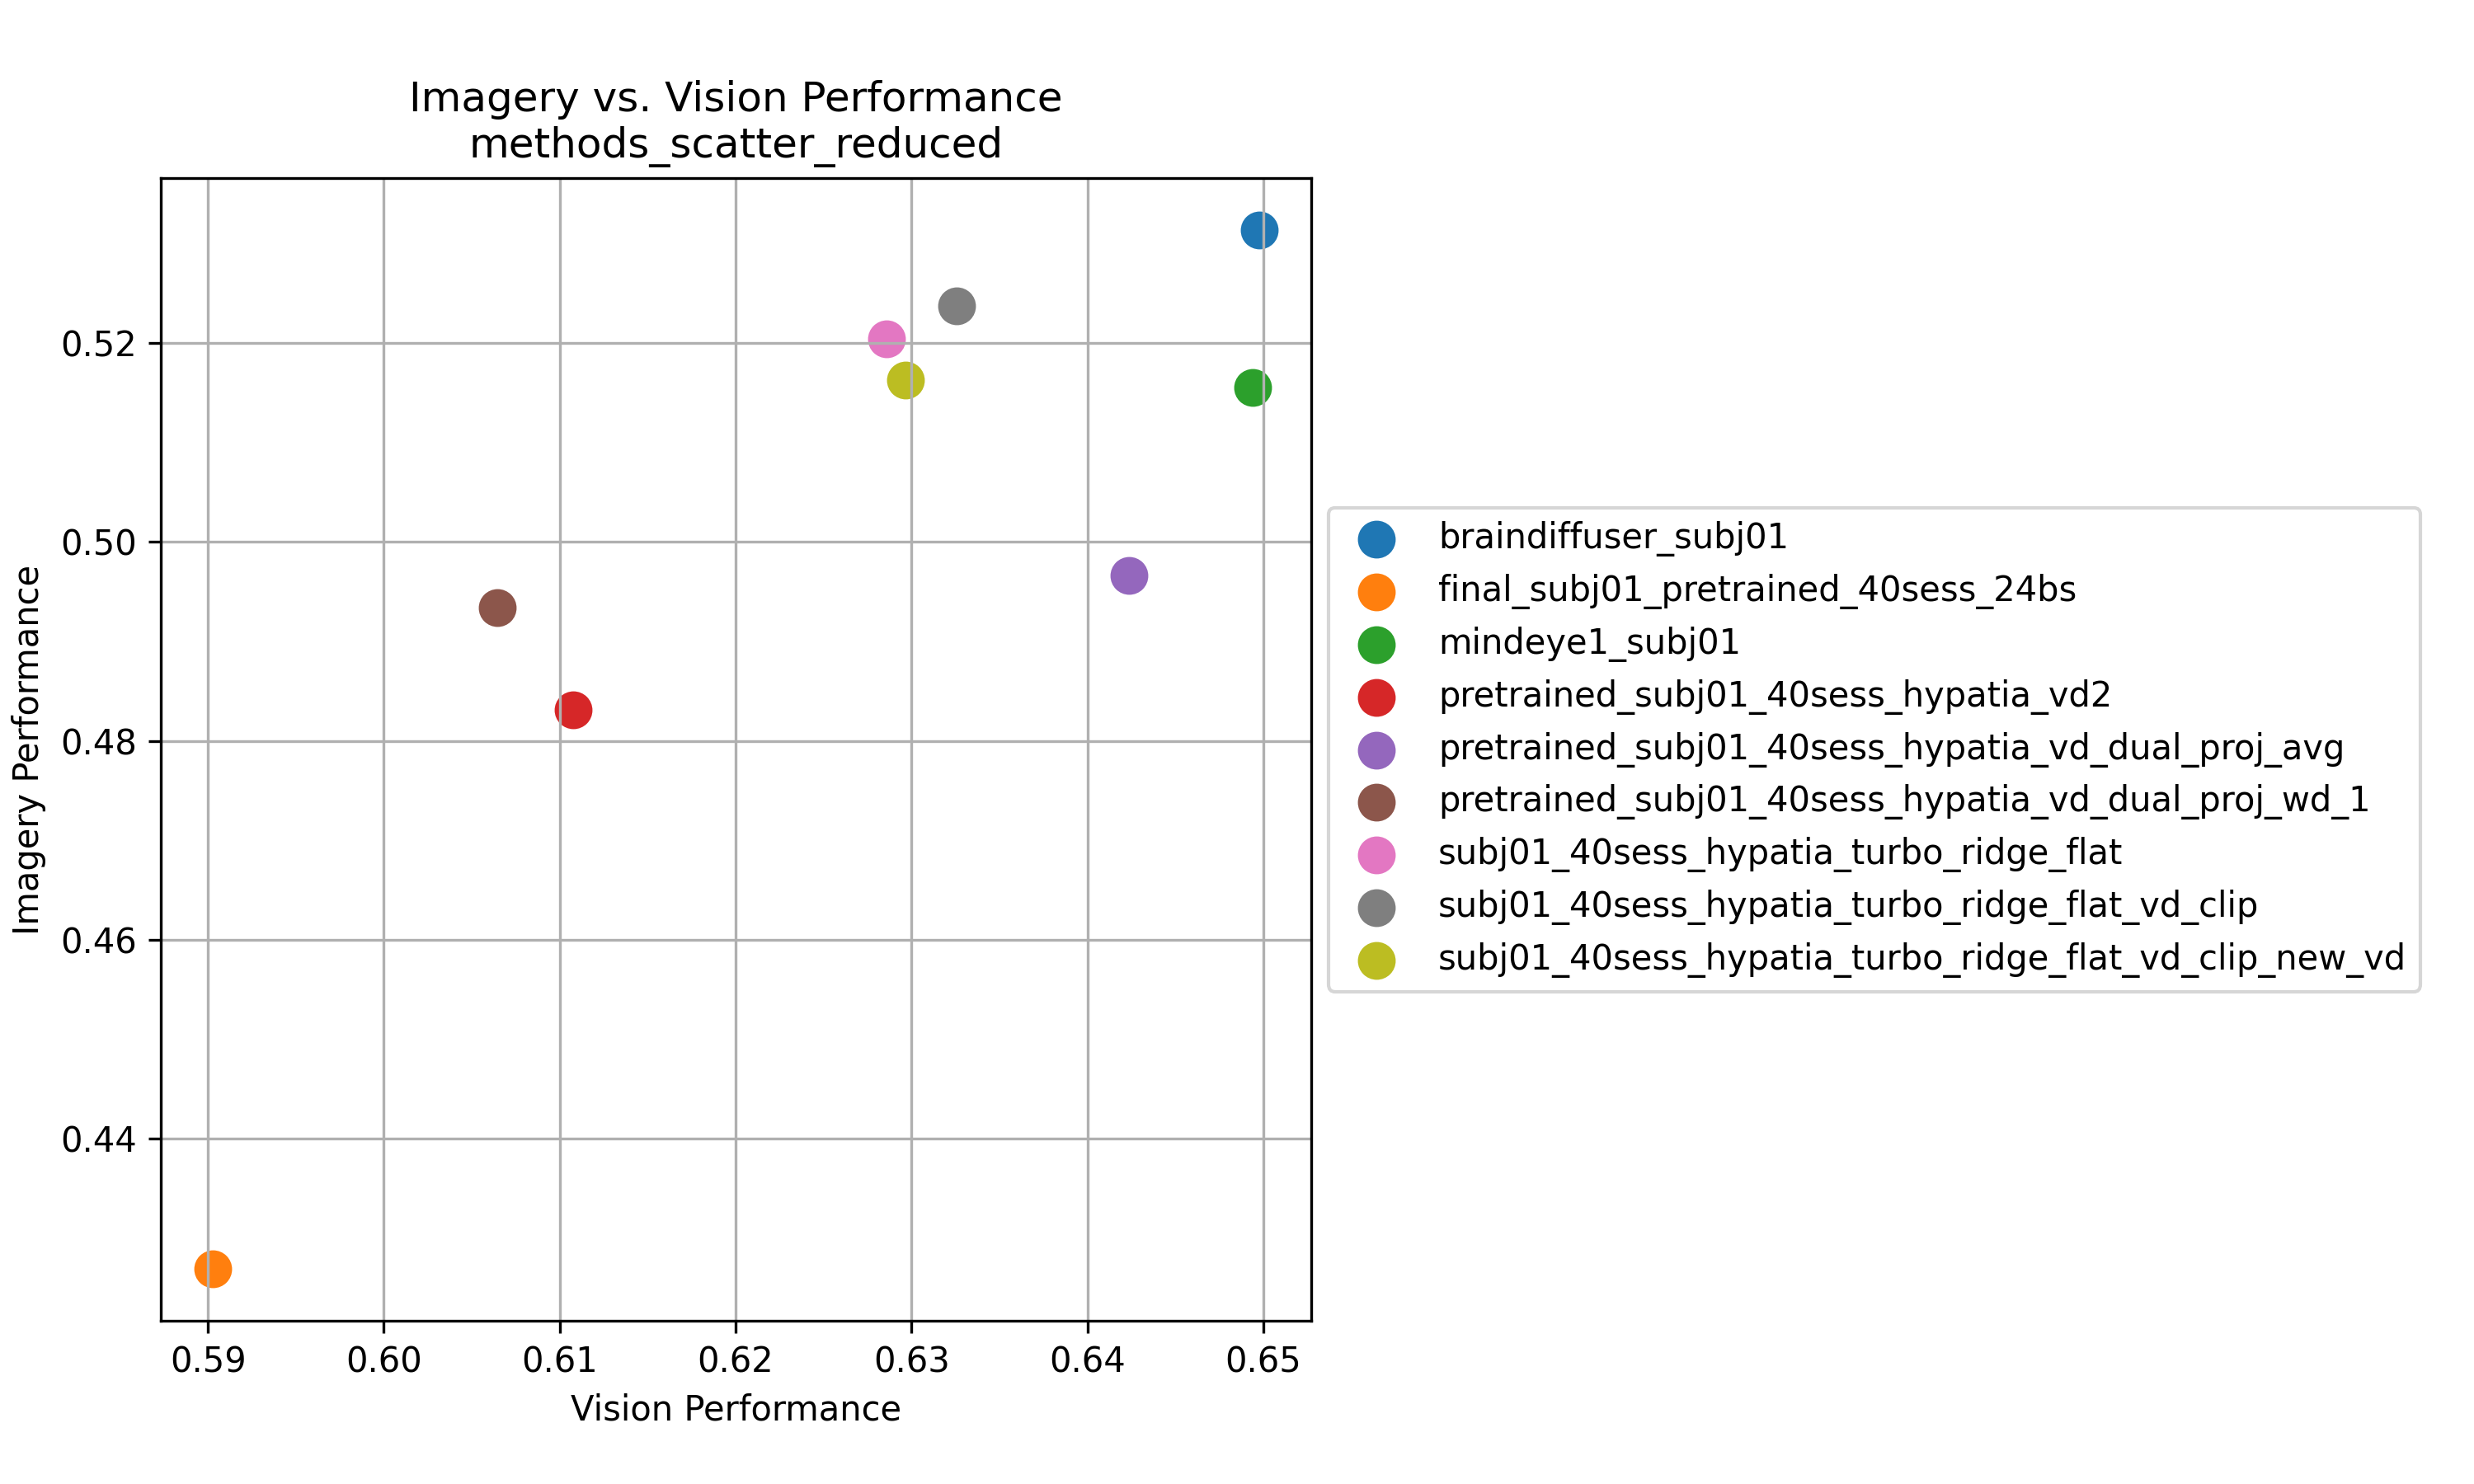 Imagery vs. Vision Performance
methods_scatter_reduced
Imagery Performance
0.52
0.50
0.48
0.46
0.44
0.59 0.60 0.61 0.62 0.63 0.64 0.65
Vision Performance
braindiffuser_subj01
final_subj01_pretrained_40sess_24bs
mindeye1_subj01
pretrained_subj01_40sess_hypatia_vd2
pretrained_subj01_40sess_hypatia_vd_dual_proj_avg
pretrained_subj01_40sess_hypatia_vd_dual_proj_wd_1
subj01_40sess_hypatia_turbo_ridge_flat
subj01_40sess_hypatia_turbo_ridge_flat_vd_clip
subj01_40sess_hypatia_turbo_ridge_flat_vd_clip_new_vd